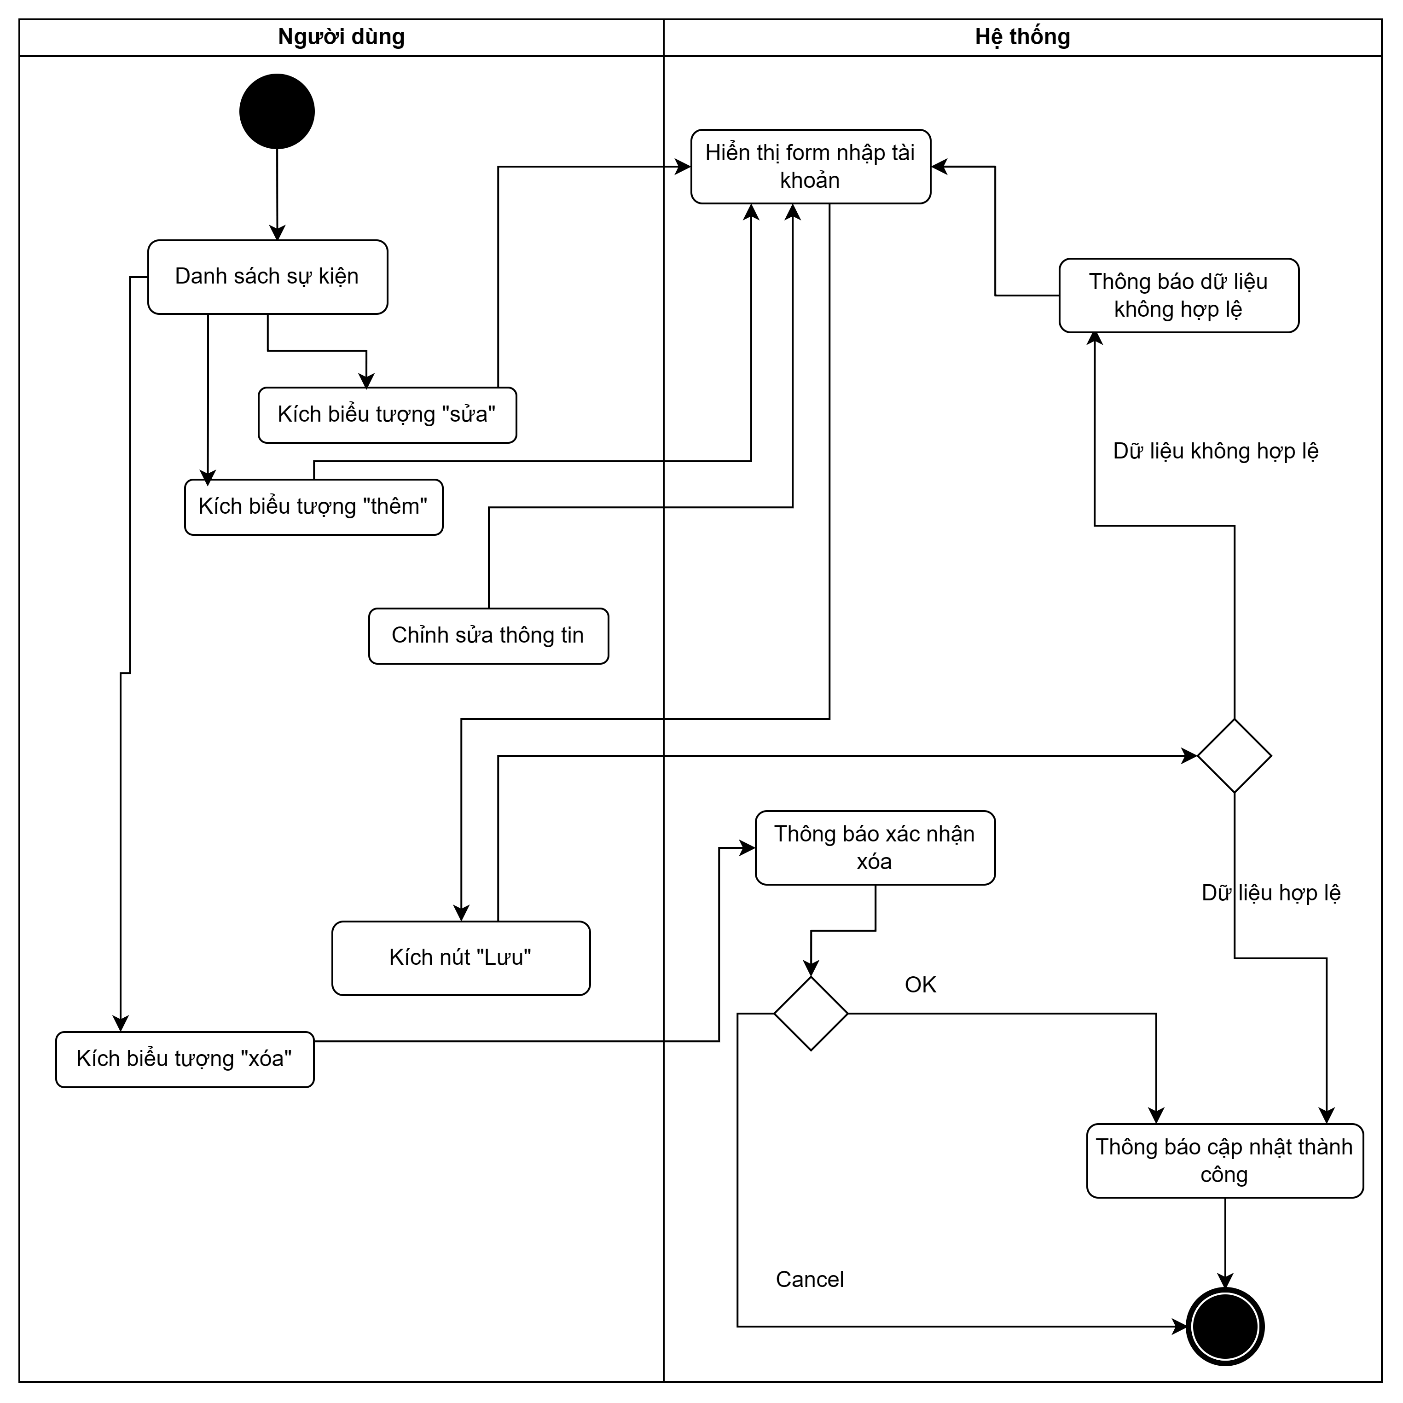 Người dùng
Hệ thống
Hiển thị form nhập tài
khoản
Danh sách sự kiện
Thông báo dữ liệu
không hợp lệ
Kích biểu tượng "sửa"
Dữ liệu không hợp lệ
Kích biểu tượng "thêm"
Chỉnh sửa thông tin
Thông báo xác nhận
xóa
Dữ liệu hợp lệ
Kích nút "Lưu"
OK
Kích biểu tượng "xóa"
Thông báo cập nhật thành
công
Cancel